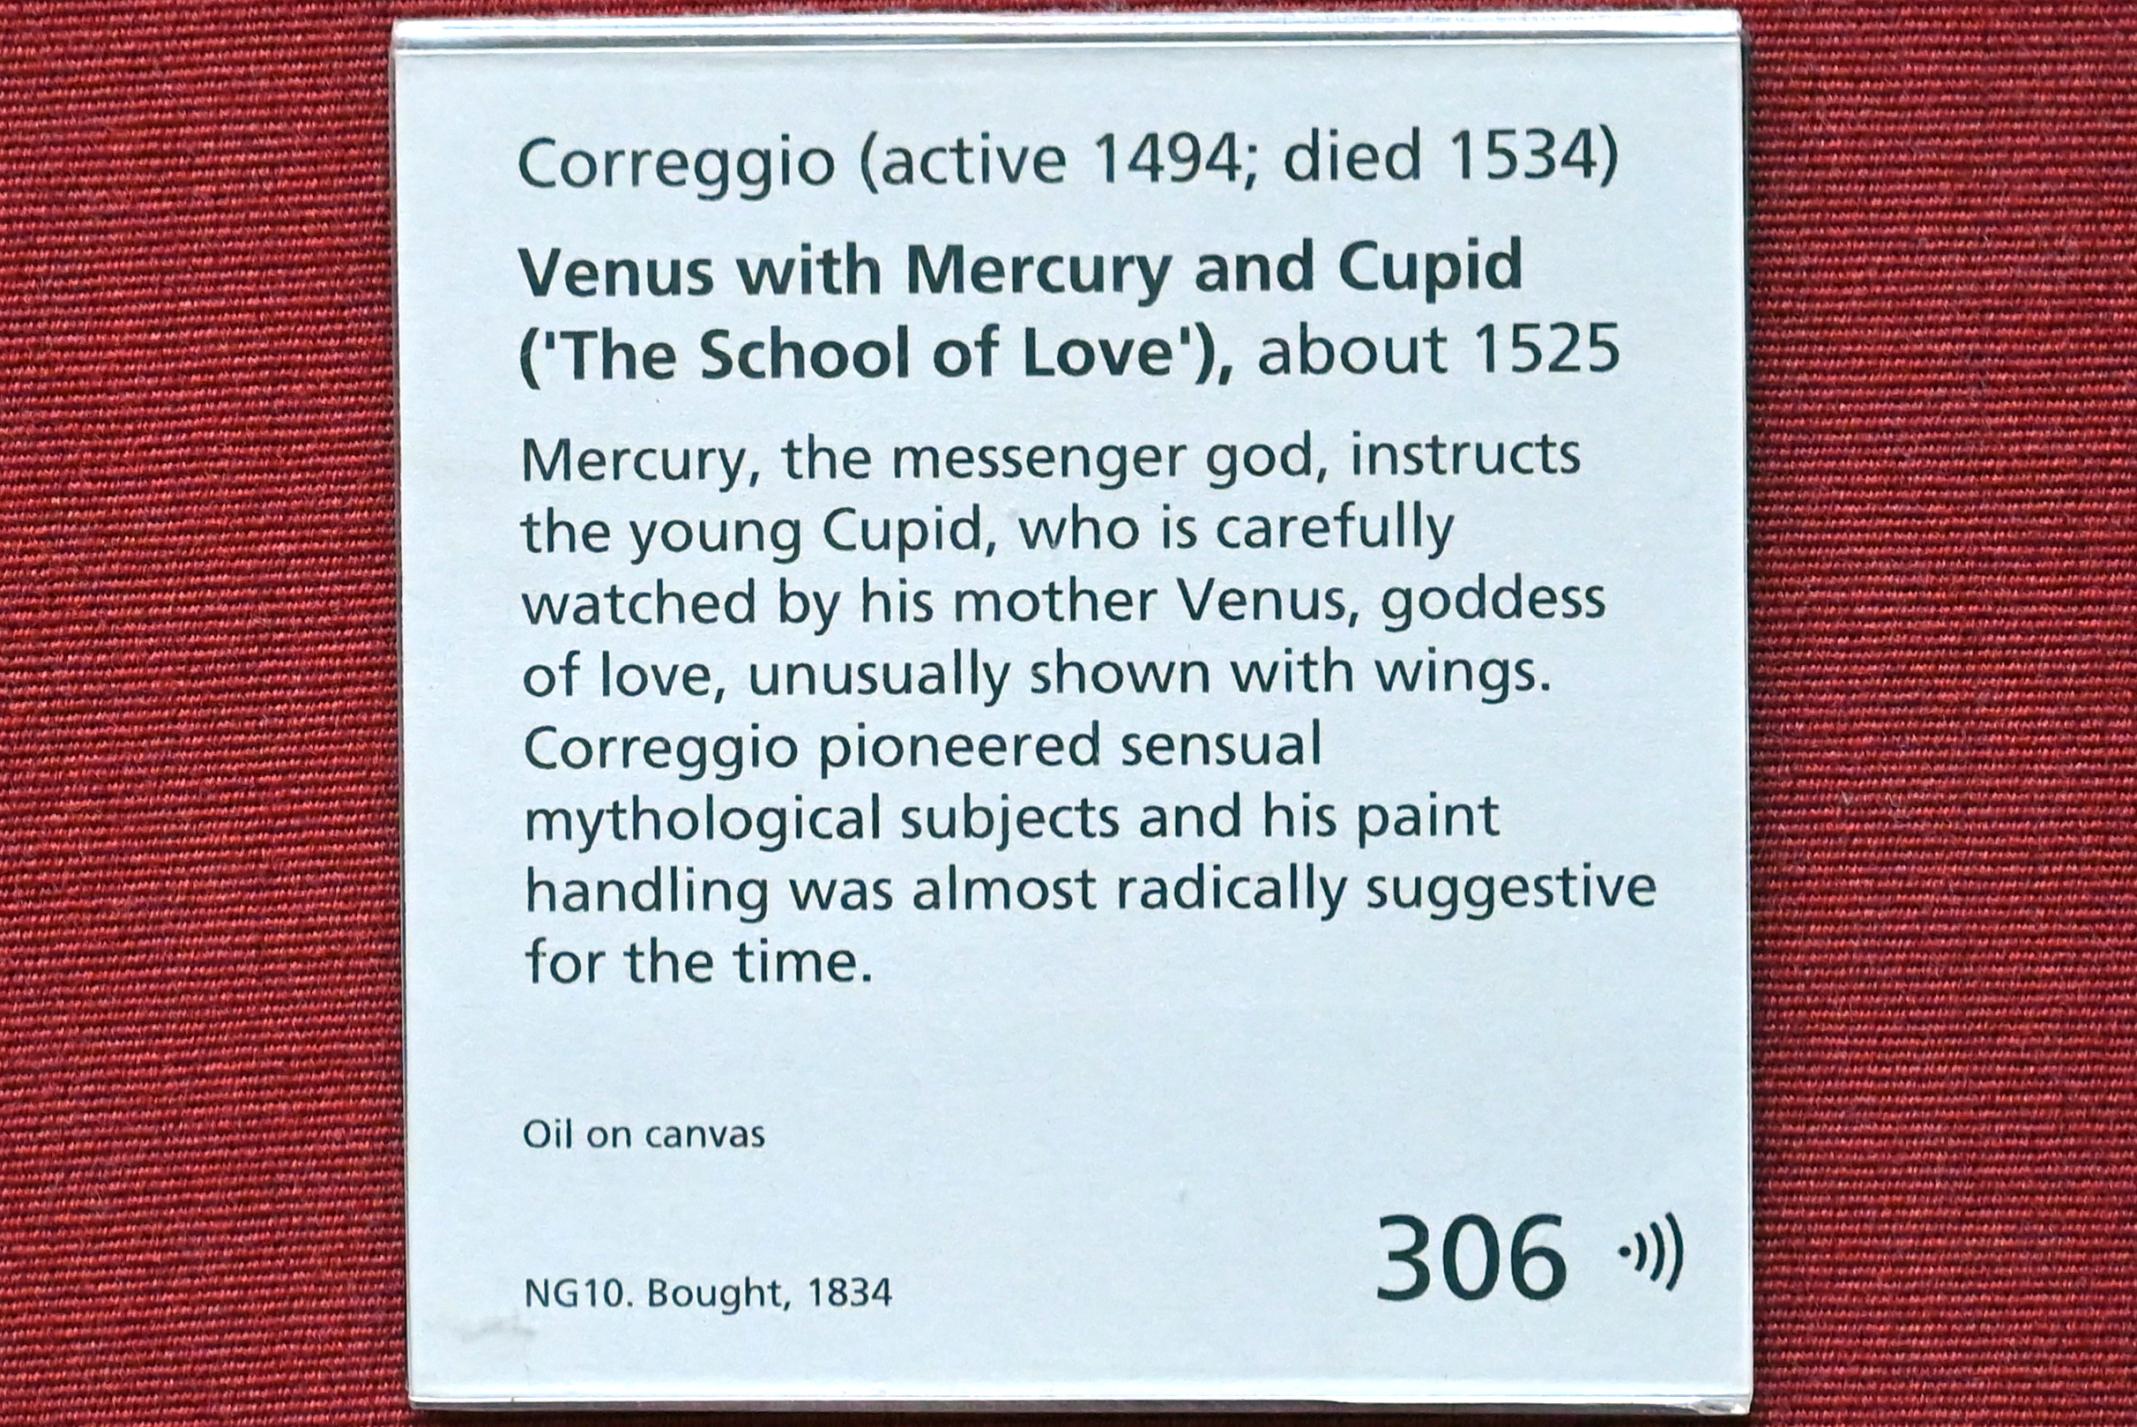 Correggio (active 1494; died 1534)
Venus with Mercury and Cupid
('The School of Love'), about 1525
Mercury, the messenger god, instructs
the young Cupid, who is carefully
watched by his mother Venus, goddess
of love, unusually shown with wings.
Correggio pioneered sensual
mythological subjects and his paint
handling was almost radically suggestive
for the time.
Oil on canvas
NG10. Bought, 1834
306